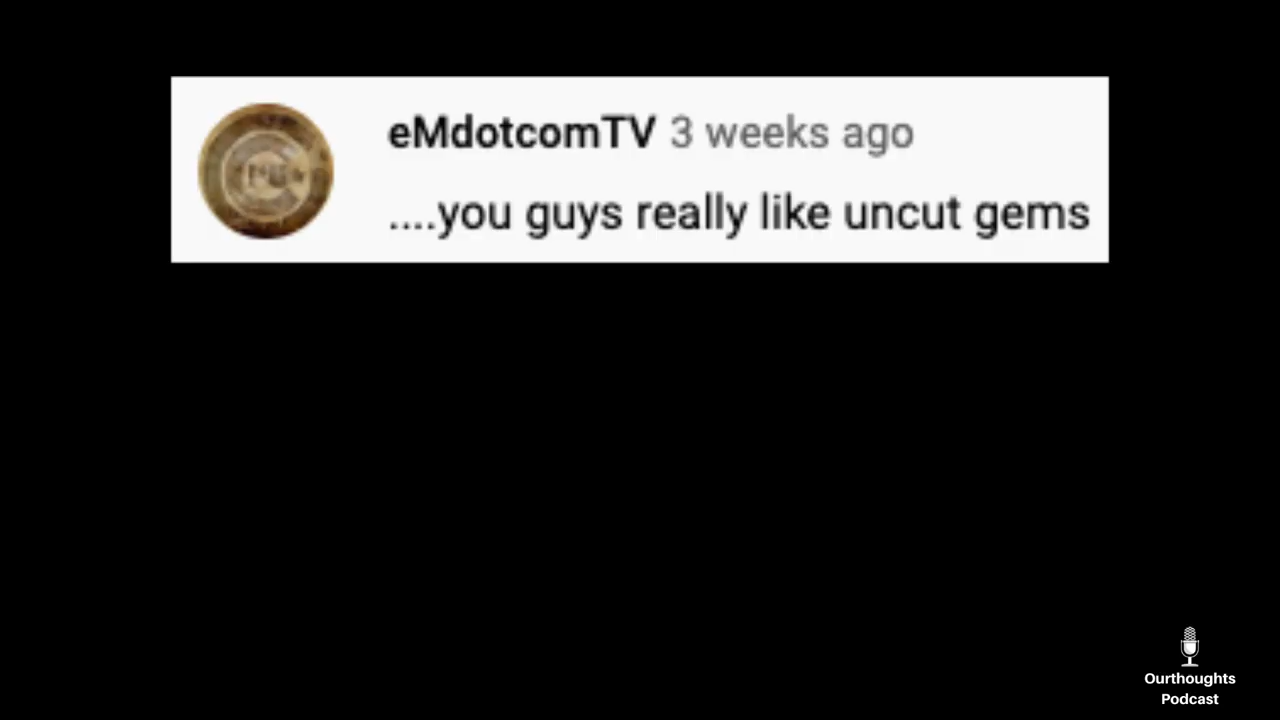 eMdotcomTV 3 weeks ago
....you guys really like uncut gems
Ourthoughts
Podcast